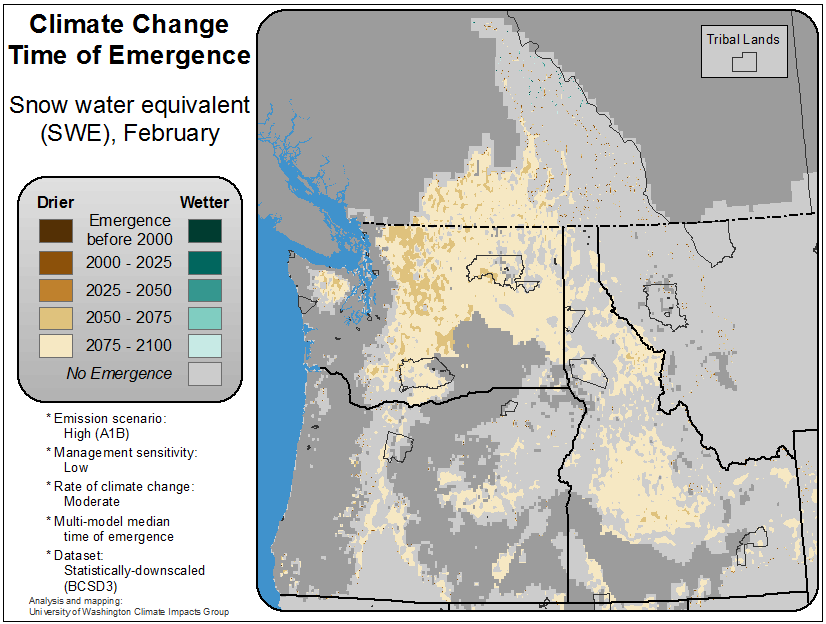 Climate Change
Time of Emergence
Snow water equivalent
(SWE), February
Drier
Wetter
Emergence
before 2000
2000 - 2025
2025 - 2050
2050 - 2075
2075 - 2100
No Emergence
* Emission scenario:
High (A1B)
* Management sensitivity:
Low
* Rate of climate change:
Moderate
* Multi-model median
time of emergence
* Dataset:
Statistically-downscaled
(BCSD3)
Analysis and mapping:
University of Washington Climate Impacts Group
Tribal Lands